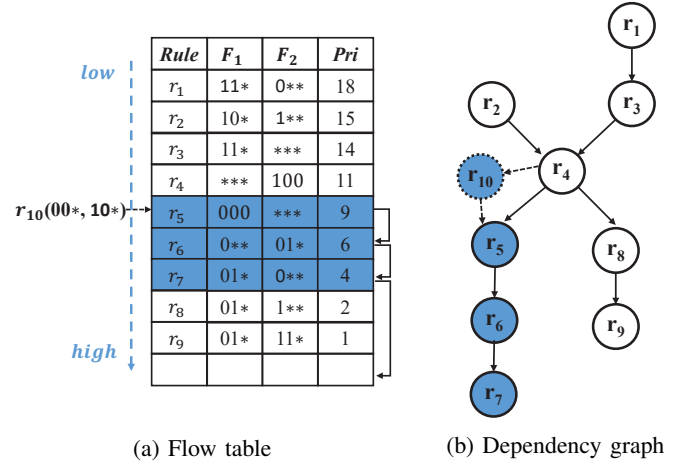 Rule F₁ F₂ Pri
low
r₁ 11* 0** 18
r₂ 10* 1** 15
r₃ 11* *** 14
r₄ *** 100 11
r₁₀(00*, 10*)
r₅ 000 *** 9
r₆ 0** 01* 6
r₇ 01* 0** 4
r₈ 01* 1** 2
r₉ 01* 11* 1
high
(a) Flow table
r₁
r₂ r₃
r₁₀ r₄
r₅ r₈
r₆ r₉
r₇
(b) Dependency graph